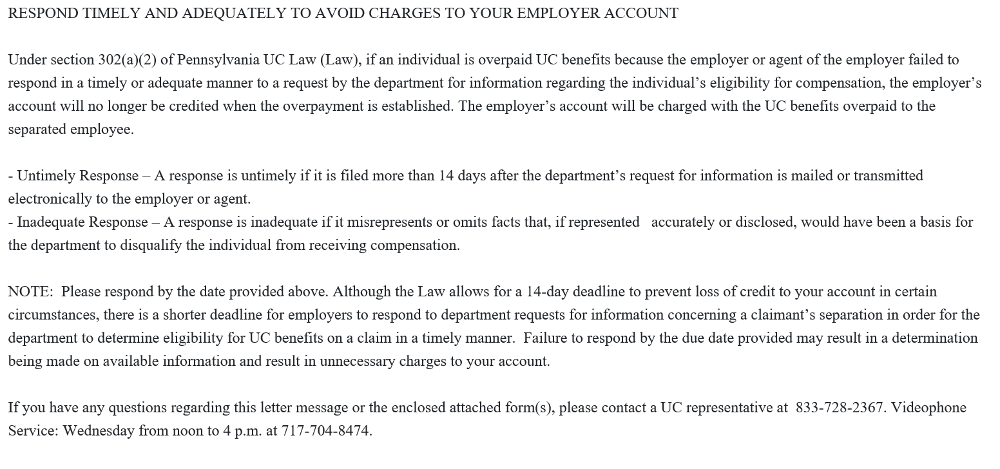 RESPOND TIMELY AND ADEQUATELY TO AVOID CHARGES TO YOUR EMPLOYER ACCOUNT
Under section 302(a)(2) of Pennsylvania UC Law (Law), if an individual is overpaid UC benefits because the employer or agent of the employer failed to
respond in a timely or adequate manner to a request by the department for information regarding the individual’s eligibility for compensation, the employer’s
account will no longer be credited when the overpayment is established. The employer’s account will be charged with the UC benefits overpaid to the
separated employee.
- Untimely Response – A response is untimely if it is filed more than 14 days after the department’s request for information is mailed or transmitted
electronically to the employer or agent.
- Inadequate Response – A response is inadequate if it misrepresents or omits facts that, if represented   accurately or disclosed, would have been a basis for
the department to disqualify the individual from receiving compensation.
NOTE:  Please respond by the date provided above. Although the Law allows for a 14-day deadline to prevent loss of credit to your account in certain
circumstances, there is a shorter deadline for employers to respond to department requests for information concerning a claimant’s separation in order for the
department to determine eligibility for UC benefits on a claim in a timely manner.  Failure to respond by the due date provided may result in a determination
being made on available information and result in unnecessary charges to your account.
If you have any questions regarding this letter message or the enclosed attached form(s), please contact a UC representative at  833-728-2367. Videophone
Service: Wednesday from noon to 4 p.m. at 717-704-8474.